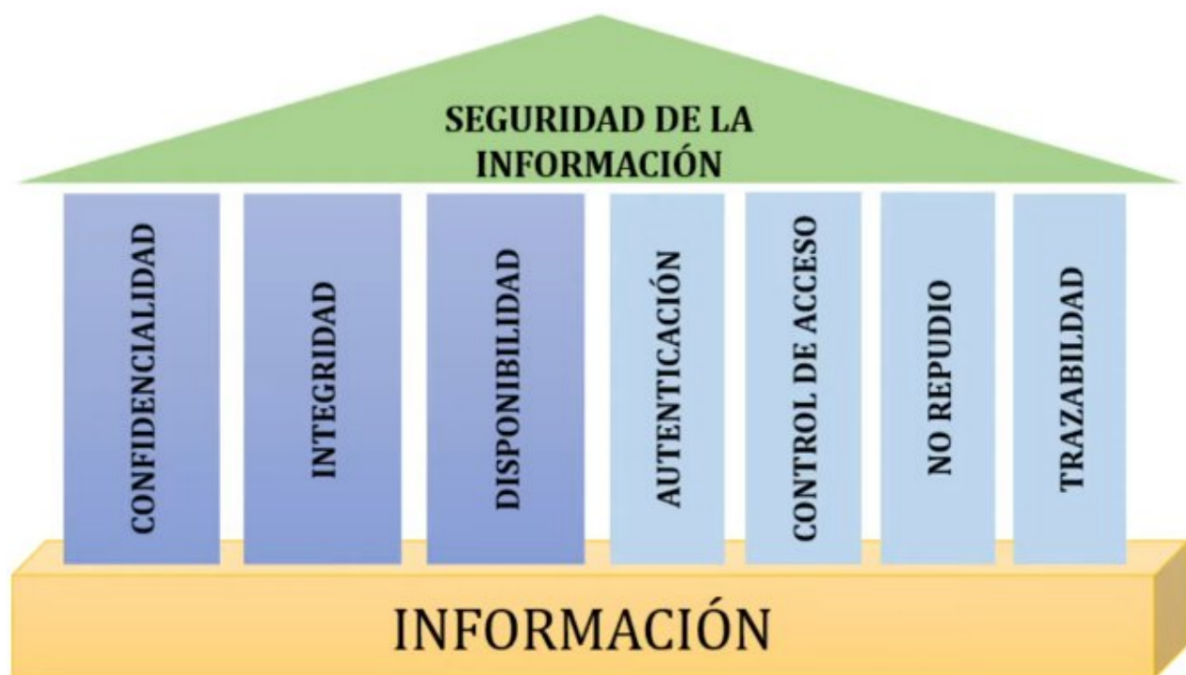 SEGURIDAD DE LA
INFORMACIÓN
CONFIDENCIALIDAD
INTEGRIDAD
DISPONIBILIDAD
AUTENTICACIÓN
CONTROL DE ACCESO
NO REPUDIO
TRAZABILDAD
INFORMACIÓN